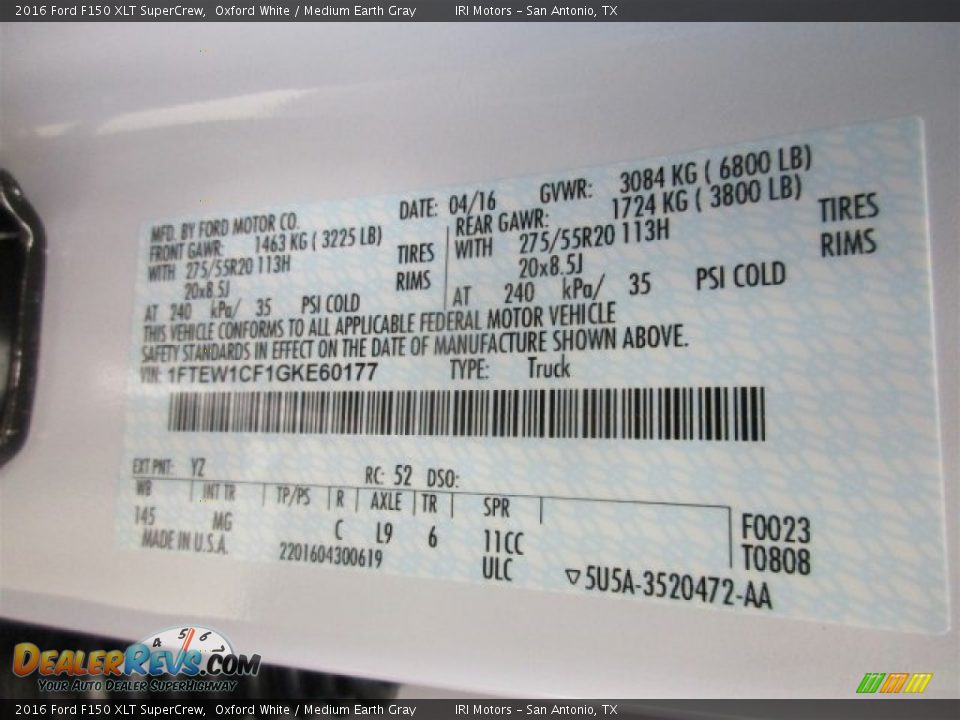 2016 Ford F150 XLT SuperCrew, Oxford White / Medium Earth Gray IRI Motors - San Antonio, TX
MFD. BY FORD MOTOR CO. DATE: 04/16 GVWR: 3084 KG ( 6800 LB)
FRONT GAWR: 1463 KG ( 3225 LB) REAR GAWR: 1724 KG ( 3800 LB)
WITH 275/55R20 113H TIRES WITH 275/55R20 113H TIRES
20x8.5J RIMS 20x8.5J RIMS
AT 240 kPa/ 35 PSI COLD AT 240 kPa/ 35 PSI COLD
THIS VEHICLE CONFORMS TO ALL APPLICABLE FEDERAL MOTOR VEHICLE
SAFETY STANDARDS IN EFFECT ON THE DATE OF MANUFACTURE SHOWN ABOVE.
VIN: 1FTEW1CF1GKE60177 TYPE: Truck
EXT PNT: YZ RC: 52 DSO:
WB INT TR TP/PS R AXLE TR SPR
145 MG C L9 6 11CC F0023
MADE IN U.S.A. 2201604300619 ULC T0808
▽5U5A-3520472-AA
4 5 6 7
DEALERREVS.COM
YOUR AUTO DEALER SUPERHIGHWAY
2016 Ford F150 XLT SuperCrew, Oxford White / Medium Earth Gray IRI Motors - San Antonio, TX